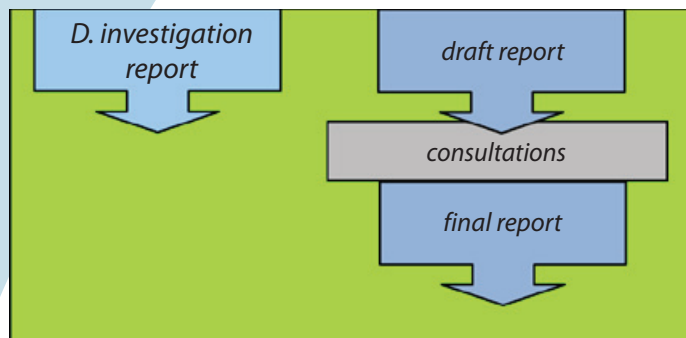 D. investigation
report
draft report
consultations
final report